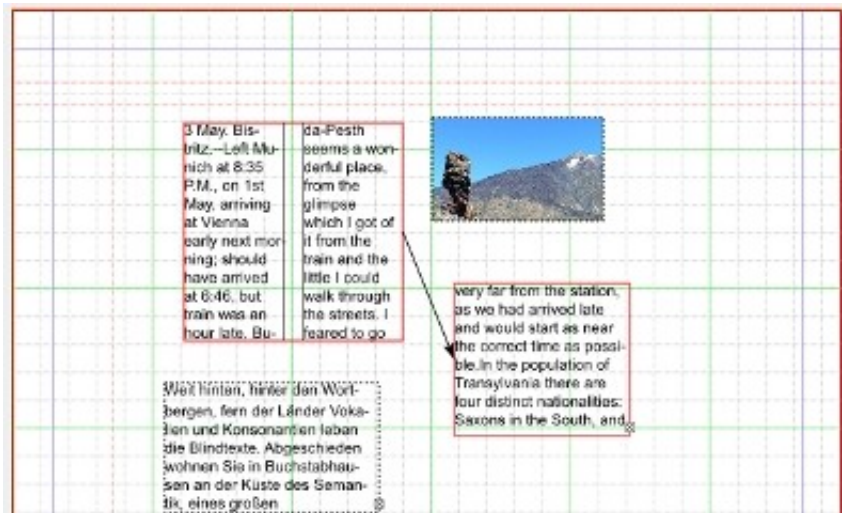 3 May. Bis-
tritz.--Left Mu-
nich at 8:35
P.M., on 1st
May, arriving
at Vienna
early next mor-
ning; should
have arrived
at 6:46, but
train was an
hour late. Bu-
da-Pesth
seems a won-
derful place,
from the
glimpse
which I got of
it from the
train and the
little I could
walk through
the streets. I
feared to go
very far from the station,
as we had arrived late
and would start as near
the correct time as possi-
ble.In the population of
Transylvania there are
four distinct nationalities:
Saxons in the South, and
Weit hinten, hinter den Wort-
bergen, fern der Länder Voka-
lien und Konsonantien leben
die Blindtexte. Abgeschieden
wohnen Sie in Buchstabhau-
sen an der Küste des Seman-
tik, eines großen